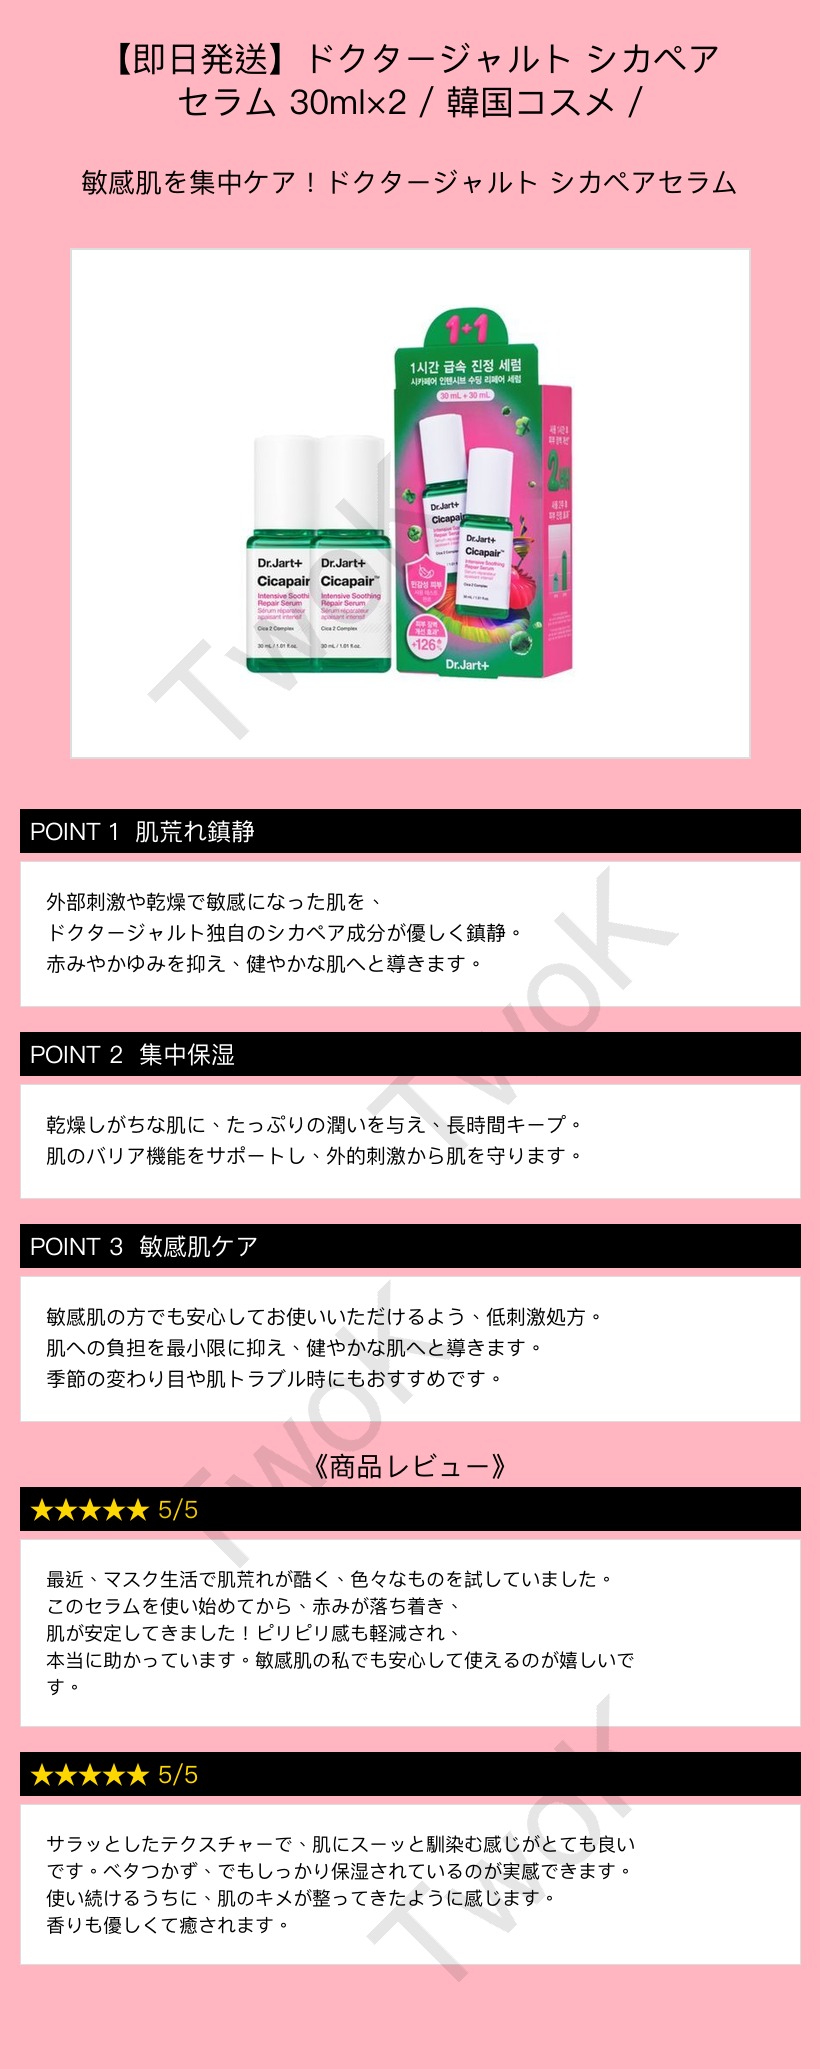 【即日発送】ドクタージャルト シカペア
セラム 30ml×2 / 韓国コスメ /
敏感肌を集中ケア！ドクタージャルト シカペアセラム
1+1
1시간 급속 진정 세럼
시카페어 인텐시브 수딩 리페어 세럼
30 mL + 30 mL
Dr.Jart+
Cicapair
Intensive Soothi
Repair Serum
Sérum réparateur
apaisant intensif
Cica 2 Complex
30 mL / 1.01 fl.oz.
Dr.Jart+
Cicapair™
Intensive Soothing
Repair Serum
Sérum réparateur
apaisant intensif
Cica 2 Complex
30 mL / 1.01 fl.oz.
Dr.Jart+
Cicapai
Dr.Jart+
Cicapair™
Intensive Soothing
Repair Serum
민감성 피부
피부 장벽
개선 효과
+126
Dr.Jart+
TwoK
POINT 1 肌荒れ鎮静
外部刺激や乾燥で敏感になった肌を、
ドクタージャルト独自のシカペア成分が優しく鎮静。
赤みやかゆみを抑え、健やかな肌へと導きます。
TwoK
POINT 2 集中保湿
乾燥しがちな肌に、たっぷりの潤いを与え、長時間キープ。
肌のバリア機能をサポートし、外的刺激から肌を守ります。
POINT 3 敏感肌ケア
敏感肌の方でも安心してお使いいただけるよう、低刺激処方。
肌への負担を最小限に抑え、健やかな肌へと導きます。
季節の変わり目や肌トラブル時にもおすすめです。
TwoK
《商品レビュー》
★★★★★ 5/5
最近、マスク生活で肌荒れが酷く、色々なものを試していました。
このセラムを使い始めてから、赤みが落ち着き、
肌が安定してきました！ピリピリ感も軽減され、
本当に助かっています。敏感肌の私でも安心して使えるのが嬉しいで
す。
★★★★★ 5/5
サラッとしたテクスチャーで、肌にスーッと馴染む感じがとても良い
です。ベタつかず、でもしっかり保湿されているのが実感できます。
使い続けるうちに、肌のキメが整ってきたように感じます。
香りも優しくて癒されます。
TwoK